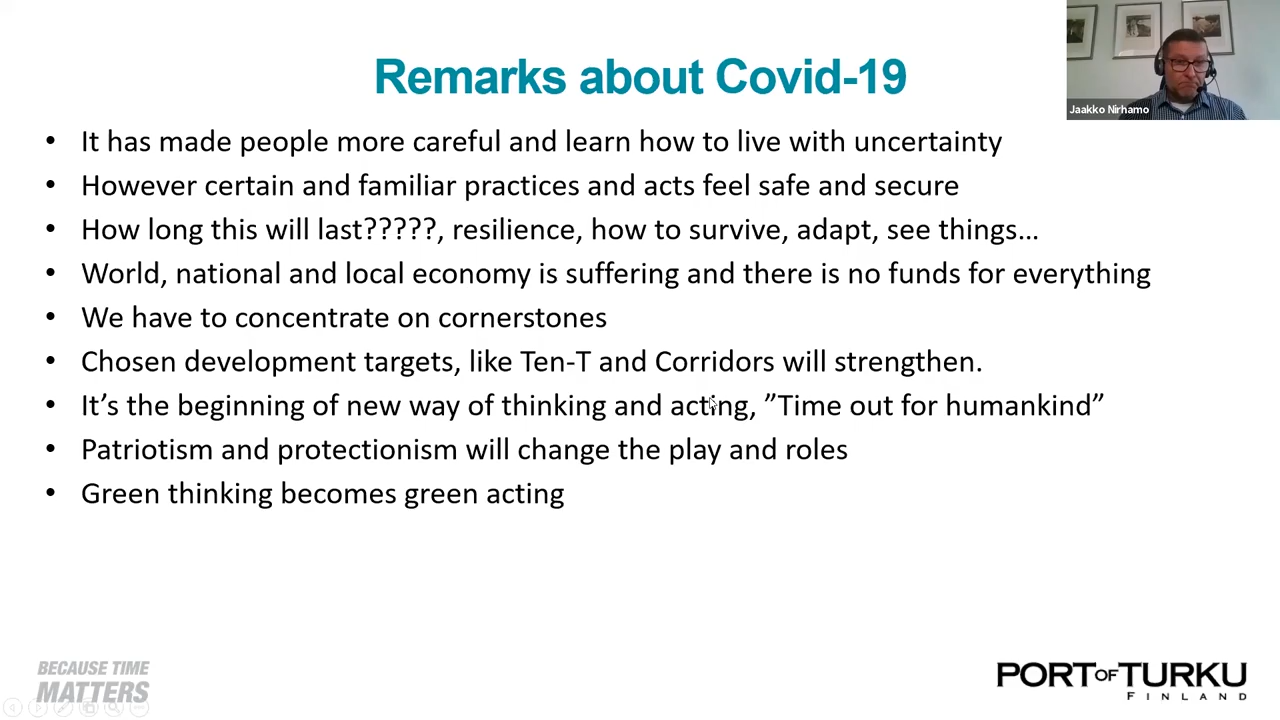 Remarks about Covid-19
Jaakko Nirhamo
• It has made people more careful and learn how to live with uncertainty
• However certain and familiar practices and acts feel safe and secure
• How long this will last?????, resilience, how to survive, adapt, see things…
• World, national and local economy is suffering and there is no funds for everything
• We have to concentrate on cornerstones
• Chosen development targets, like Ten-T and Corridors will strengthen.
• It’s the beginning of new way of thinking and acting, ”Time out for humankind”
• Patriotism and protectionism will change the play and roles
• Green thinking becomes green acting
BECAUSE TIME
MATTERS
PORT OF TURKU
FINLAND